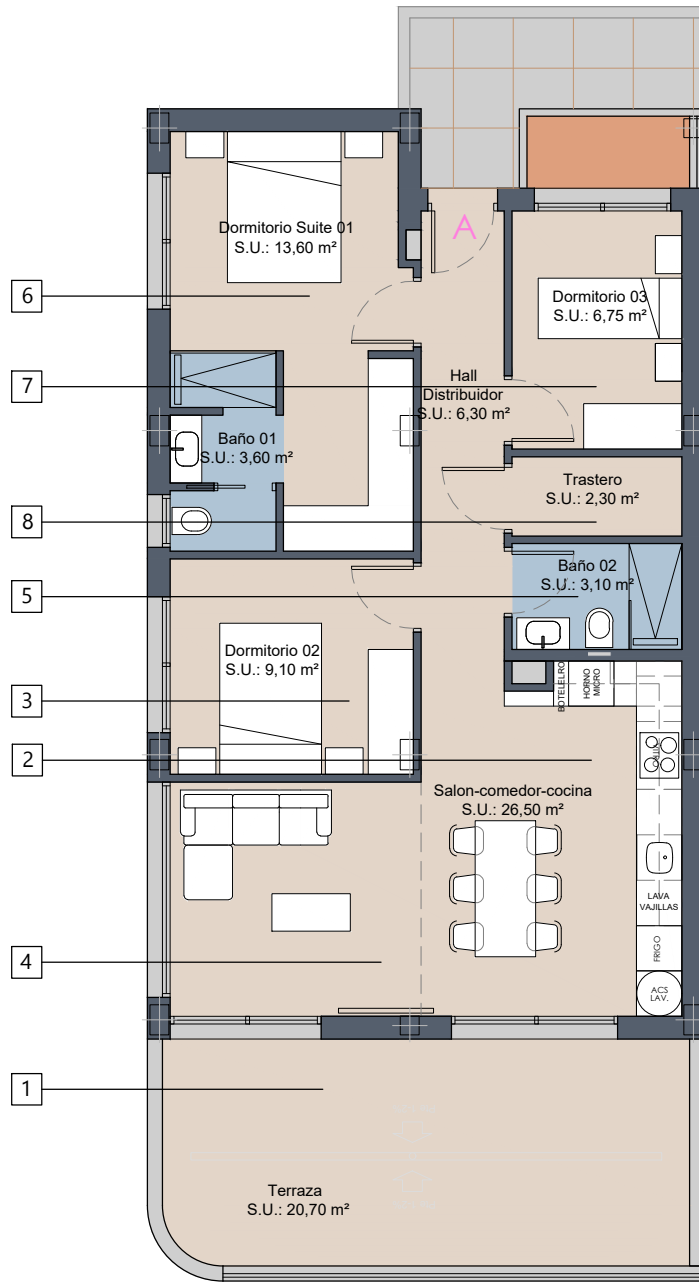 A
Dormitorio Suite 01
S.U.: 13,60 m²
6
Dormitorio 03
S.U.: 6,75 m²
7
Hall
Distribuidor
S.U.: 6,30 m²
Baño 01
S.U.: 3,60 m²
Trastero
S.U.: 2,30 m²
8
Baño 02
S.U.: 3,10 m²
5
Dormitorio 02
S.U.: 9,10 m²
BOTELELRO
HORNO
MICRO
3
2
Salon-comedor-cocina
S.U.: 26,50 m²
LAVA
VAJILLAS
FRIGO
4
ACS
LAV.
1
Terraza
S.U.: 20,70 m²